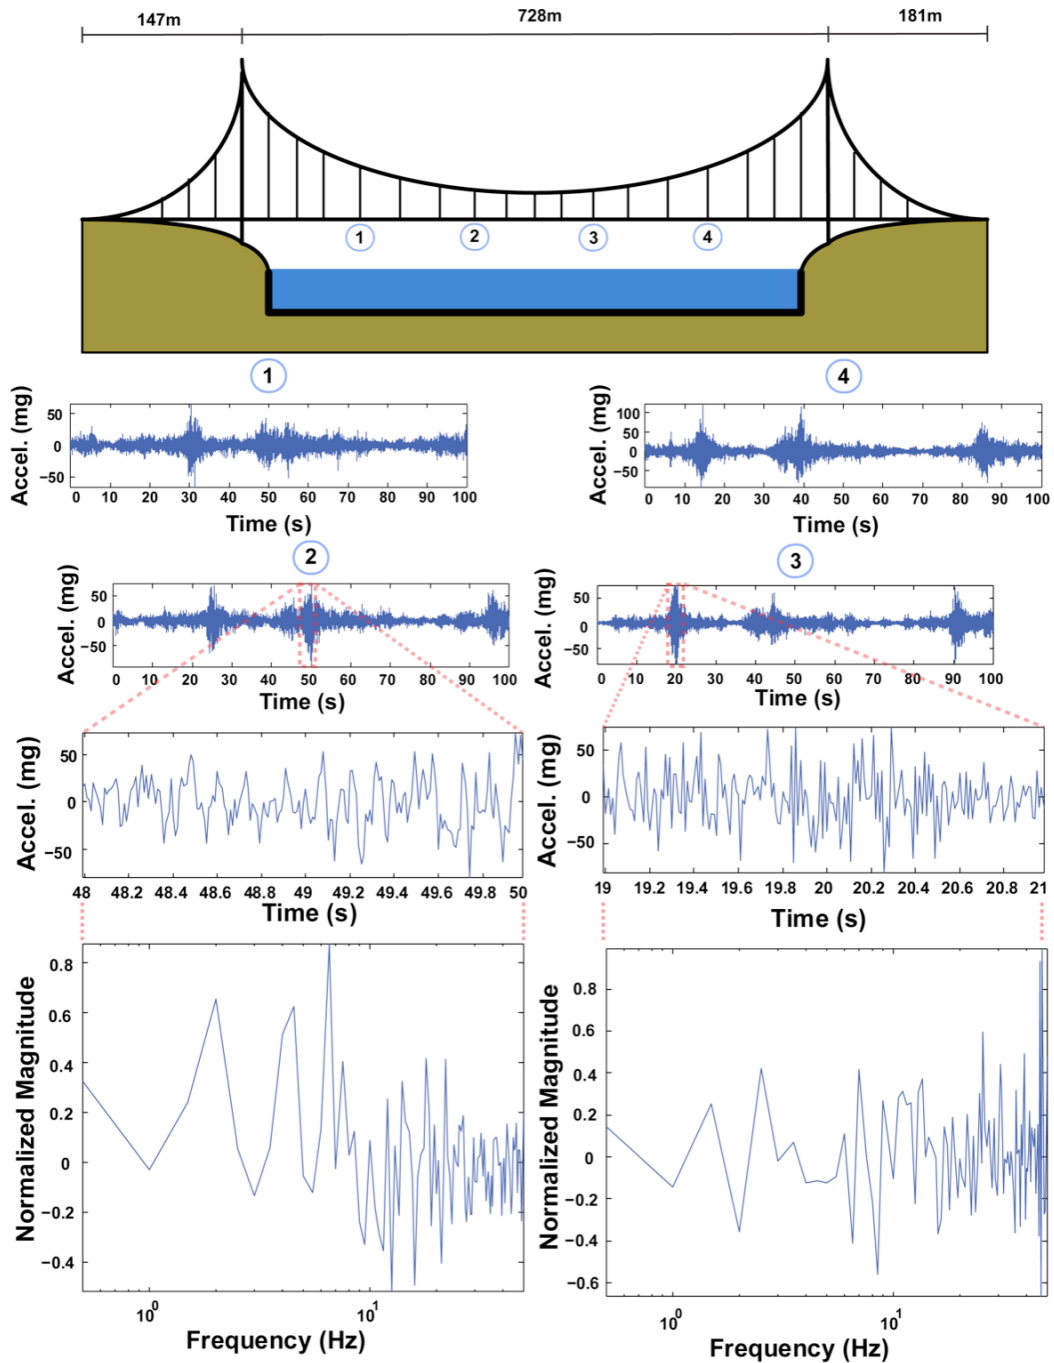 147m 728m 181m
1 2 3 4
1
Accel. (mg)
50
0
−50
0 10 20 30 40 50 60 70 80 90 100
Time (s)
4
Accel. (mg)
100
50
0
−50
0 10 20 30 40 50 60 70 80 90 100
Time (s)
2
Accel. (mg)
50
0
−50
0 10 20 30 40 50 60 70 80 90 100
Time (s)
3
Accel. (mg)
50
0
−50
0 10 20 30 40 50 60 70 80 90 100
Time (s)
Accel. (mg)
50
0
−50
48 48.2 48.4 48.6 48.8 49 49.2 49.4 49.6 49.8 50
Time (s)
Accel. (mg)
50
0
−50
19 19.2 19.4 19.6 19.8 20 20.2 20.4 20.6 20.8 21
Time (s)
Normalized Magnitude
0.8
0.6
0.4
0.2
0
−0.2
−0.4
10⁰ 10¹
Frequency (Hz)
Normalized Magnitude
0.8
0.6
0.4
0.2
0
−0.2
−0.4
−0.6
10⁰ 10¹
Frequency (Hz)